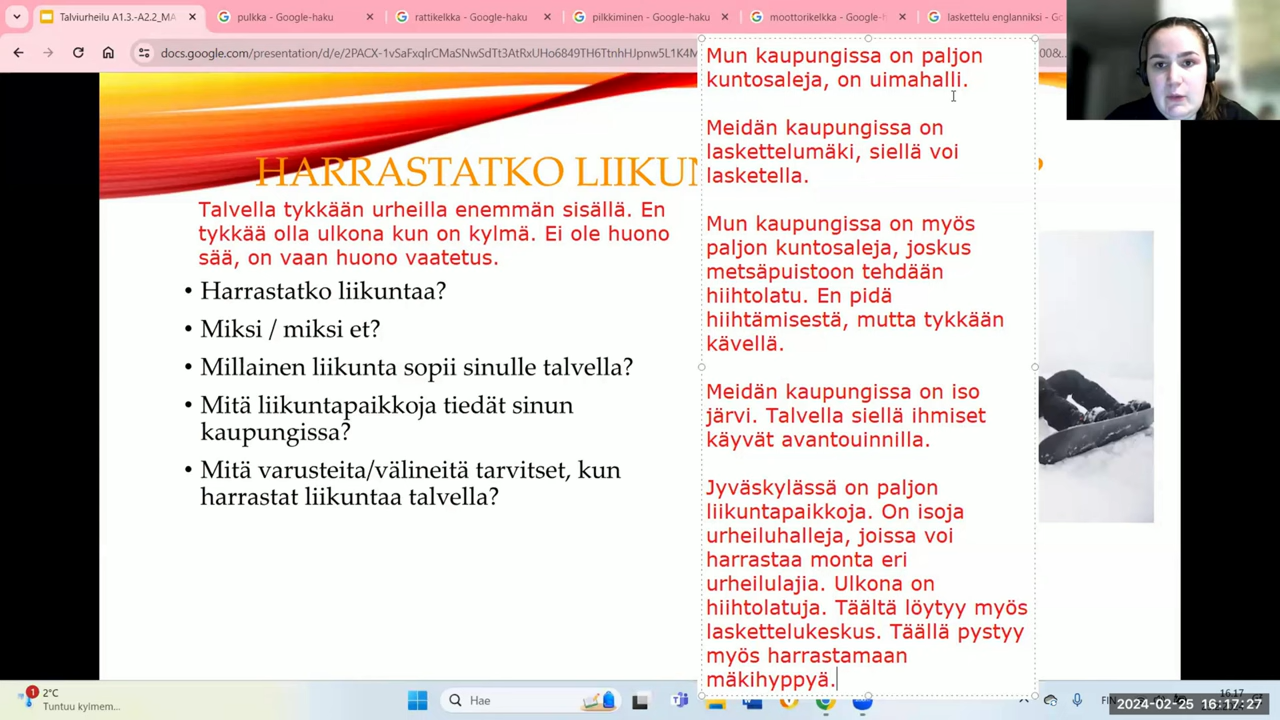 Talviurheilu A1.3.-A2.2_MA
pulkka - Google-haku
rattikelkka - Google-haku
pilkkiminen - Google-haku
moottorikelkka - Google-haku
laskettelu englanniksi - Go
docs.google.com/presentation/e/2PACX-1vSaFxqIrCMaSNwSdTt3AtRxUHo6849TH6TtnhHJpnw5L1K4M
HARRASTATKO
Talvella tykkään urheilla enemmän sisällä. En
tykkää olla ulkona kun on kylmä. Ei ole huono
sää, on vaan huono vaatetus.
• Harrastatko liikuntaa?
• Miksi / miksi et?
• Millainen liikunta sopii sinulle talvella?
• Mitä liikuntapaikkoja tiedät sinun
kaupungissa?
• Mitä varusteita/välineitä tarvitset, kun
harrastat liikuntaa talvella?
Mun kaupungissa on paljon
kuntosaleja, on uimahalli.
Meidän kaupungissa on
laskettelumäki, siellä voi
lasketella.
Mun kaupungissa on myös
paljon kuntosaleja, joskus
metsäpuistoon tehdään
hiihtolatu. En pidä
hiihtämisestä, mutta tykkään
kävellä.
Meidän kaupungissa on iso
järvi. Talvella siellä ihmiset
käyvät avantouinnilla.
Jyväskylässä on paljon
liikuntapaikkoja. On isoja
urheiluhalleja, joissa voi
harrastaa monta eri
urheilulajia. Ulkona on
hiihtolatuja. Täältä löytyy myös
laskettelukeskus. Täällä pystyy
myös harrastamaan
mäkihyppyä.
1
2°C
Tuntuu kylmem...
Hae
FIN
16.17
2024-02-25 16:17:27